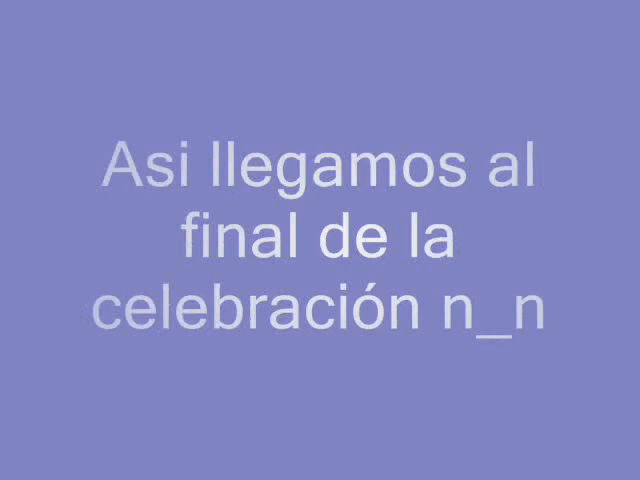 Asi llegamos al
final de la
celebración n_n